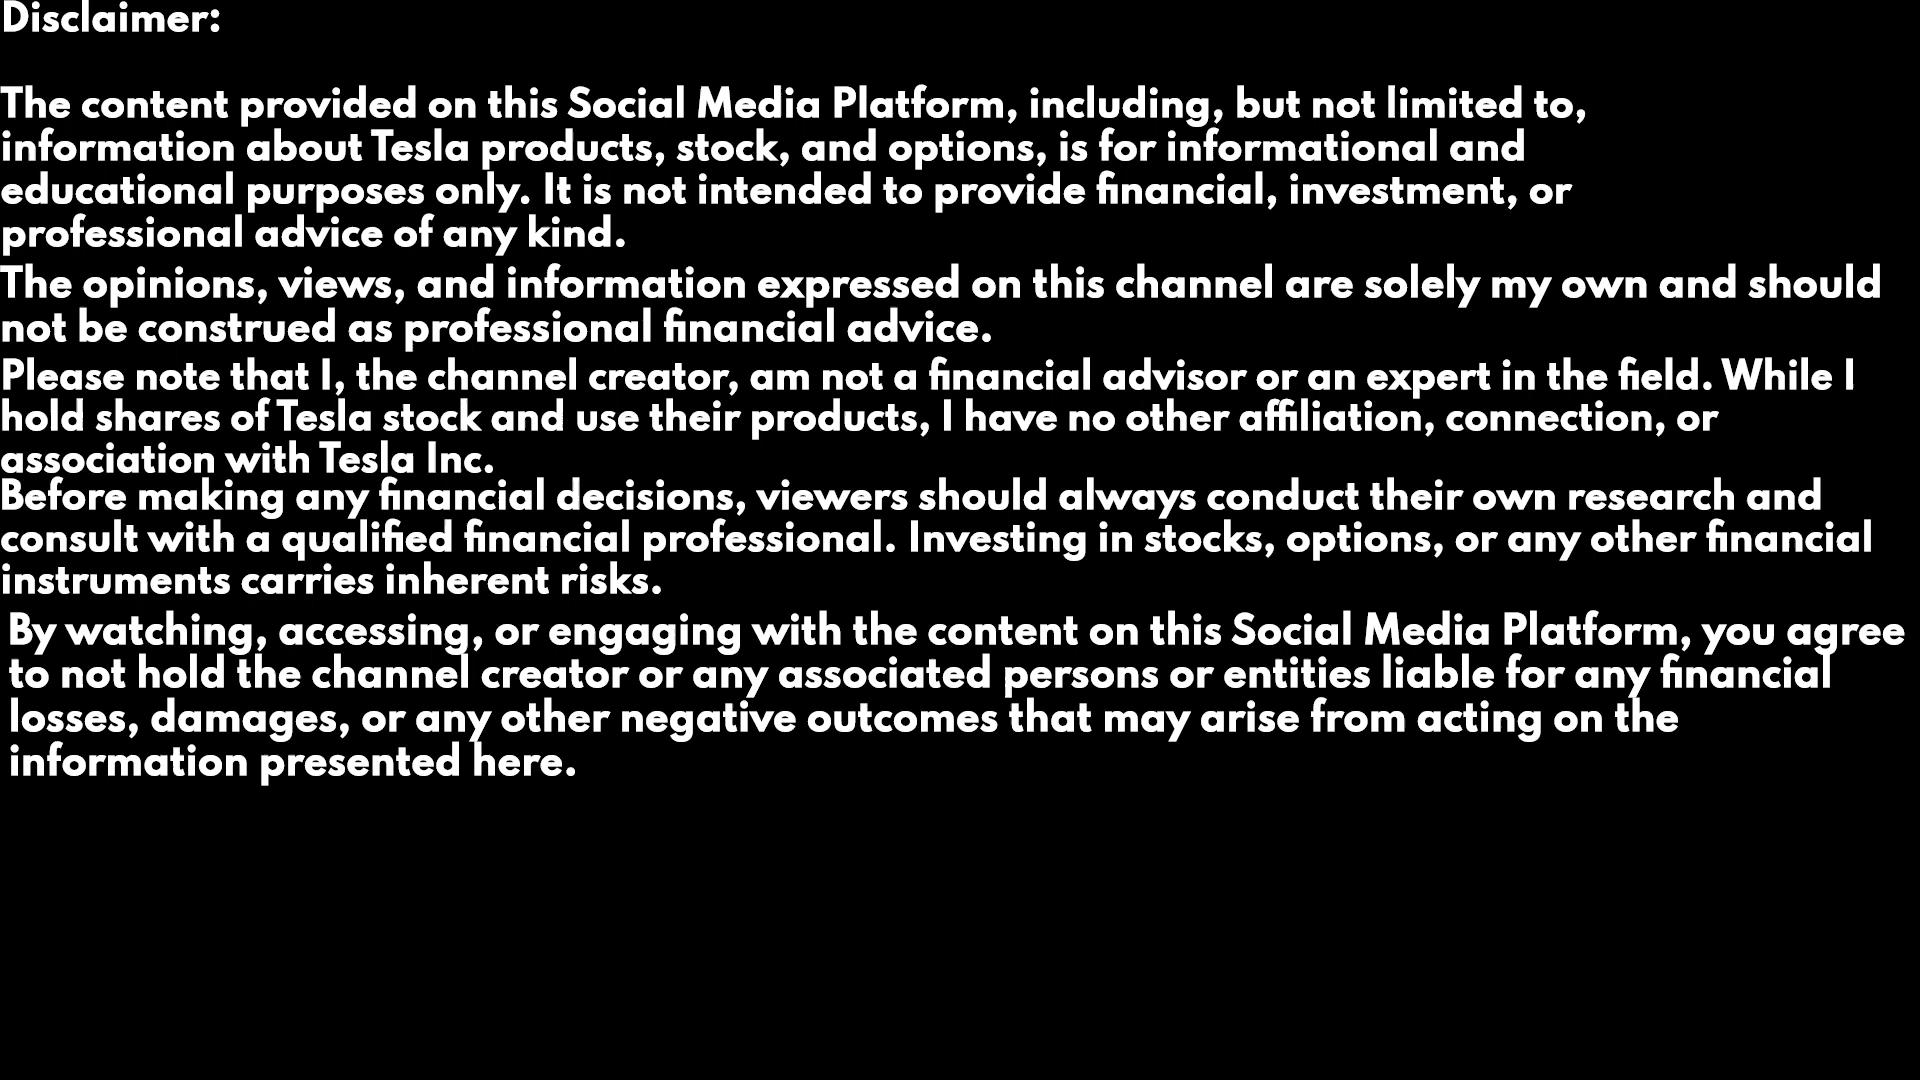 Disclaimer:
The content provided on this Social Media Platform, including, but not limited to,
information about Tesla products, stock, and options, is for informational and
educational purposes only. It is not intended to provide financial, investment, or
professional advice of any kind.
The opinions, views, and information expressed on this channel are solely my own and should
not be construed as professional financial advice.
Please note that I, the channel creator, am not a financial advisor or an expert in the field. While I
hold shares of Tesla stock and use their products, I have no other affiliation, connection, or
association with Tesla Inc.
Before making any financial decisions, viewers should always conduct their own research and
consult with a qualified financial professional. Investing in stocks, options, or any other financial
instruments carries inherent risks.
By watching, accessing, or engaging with the content on this Social Media Platform, you agree
to not hold the channel creator or any associated persons or entities liable for any financial
losses, damages, or any other negative outcomes that may arise from acting on the
information presented here.